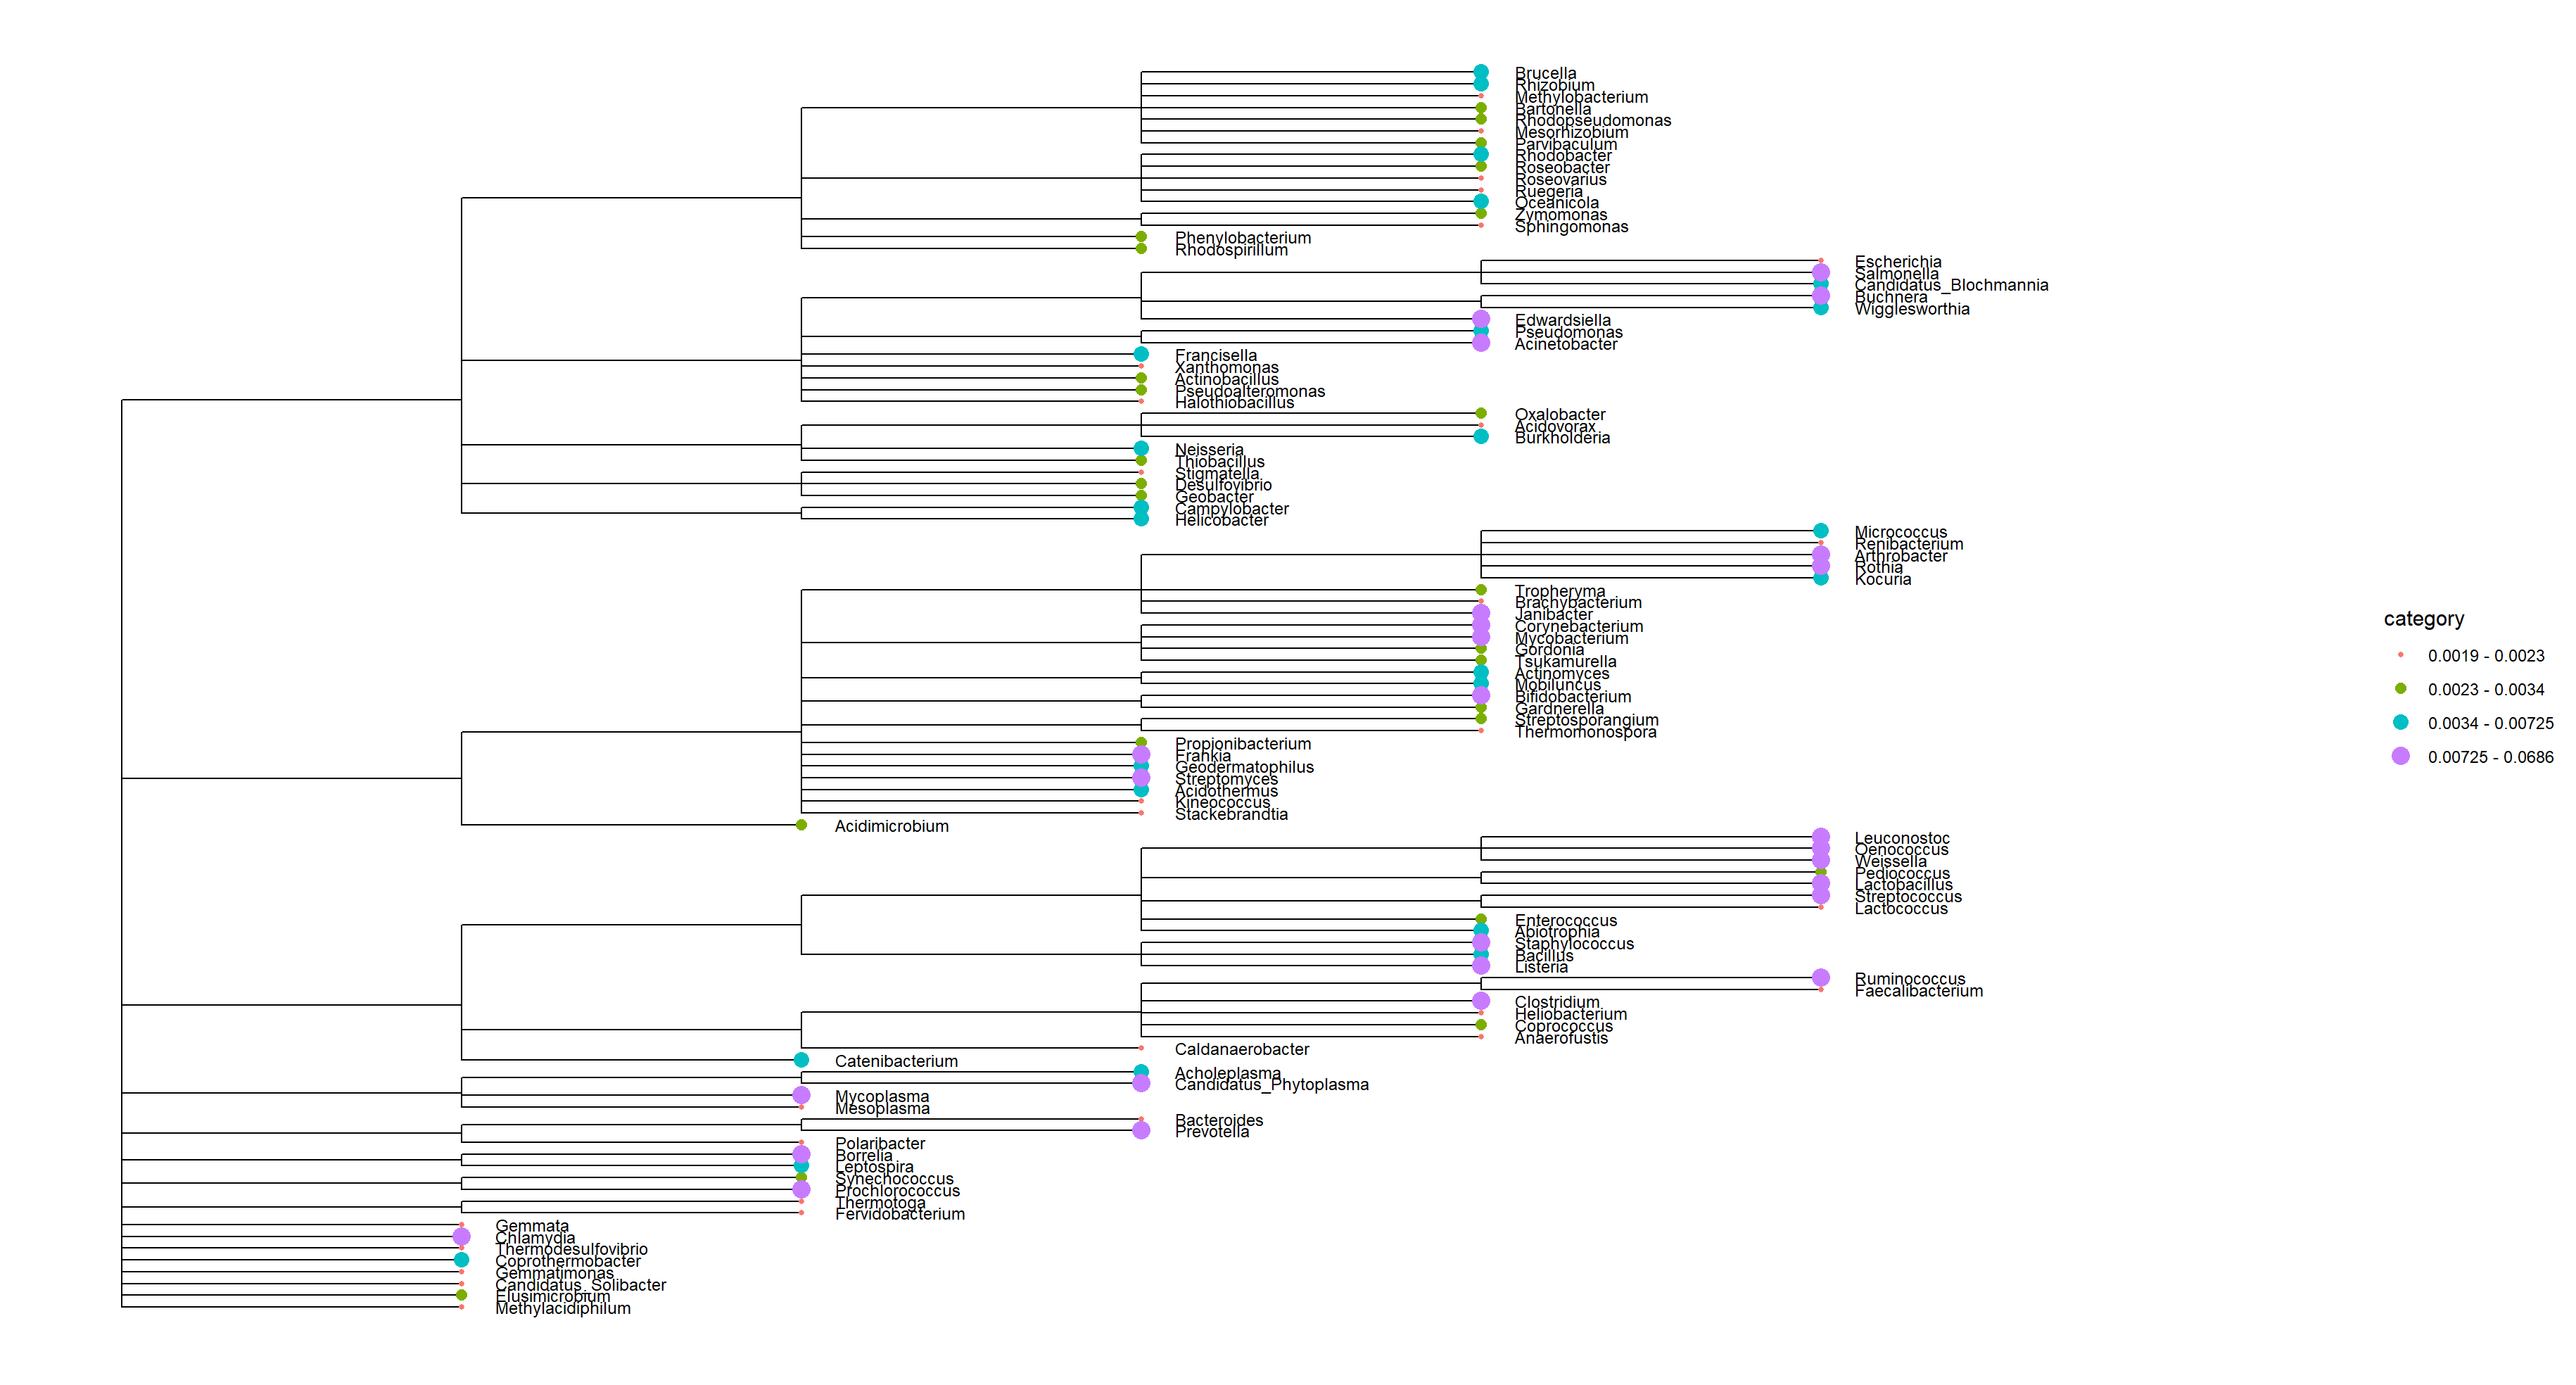 Brucella
Rhizobium
Methylobacterium
Bartonella
Rhodopseudomonas
Mesorhizobium
Parvibaculum
Rhodobacter
Roseobacter
Roseovarius
Ruegeria
Oceanicola
Zymomonas
Sphingomonas
Phenylobacterium
Rhodospirillum
Escherichia
Salmonella
Candidatus_Blochmannia
Buchnera
Wigglesworthia
Edwardsiella
Pseudomonas
Acinetobacter
Francisella
Xanthomonas
Actinobacillus
Pseudoalteromonas
Halothiobacillus
Oxalobacter
Acidovorax
Burkholderia
Neisseria
Thiobacillus
Stigmatella
Desulfovibrio
Geobacter
Campylobacter
Helicobacter
Micrococcus
Renibacterium
Arthrobacter
Rothia
Kocuria
Tropheryma
Brachybacterium
Janibacter
Corynebacterium
Mycobacterium
Gordonia
Tsukamurella
Actinomyces
Mobiluncus
Bifidobacterium
Gardnerella
Streptosporangium
Thermomonospora
Propionibacterium
Frankia
Geodermatophilus
Streptomyces
Acidothermus
Kineococcus
Stackebrandtia
Acidimicrobium
Leuconostoc
Oenococcus
Weissella
Pediococcus
Lactobacillus
Streptococcus
Lactococcus
Enterococcus
Abiotrophia
Staphylococcus
Bacillus
Listeria
Ruminococcus
Faecalibacterium
Clostridium
Heliobacterium
Coprococcus
Anaerofustis
Caldanaerobacter
Catenibacterium
Acholeplasma
Candidatus_Phytoplasma
Mycoplasma
Mesoplasma
Bacteroides
Prevotella
Polaribacter
Borrelia
Leptospira
Synechococcus
Prochlorococcus
Thermotoga
Fervidobacterium
Gemmata
Chlamydia
Thermodesulfovibrio
Coprothermobacter
Gemmatimonas
Candidatus_Solibacter
Elusimicrobium
Methylacidiphilum
category
0.0019 - 0.0023
0.0023 - 0.0034
0.0034 - 0.00725
0.00725 - 0.0686